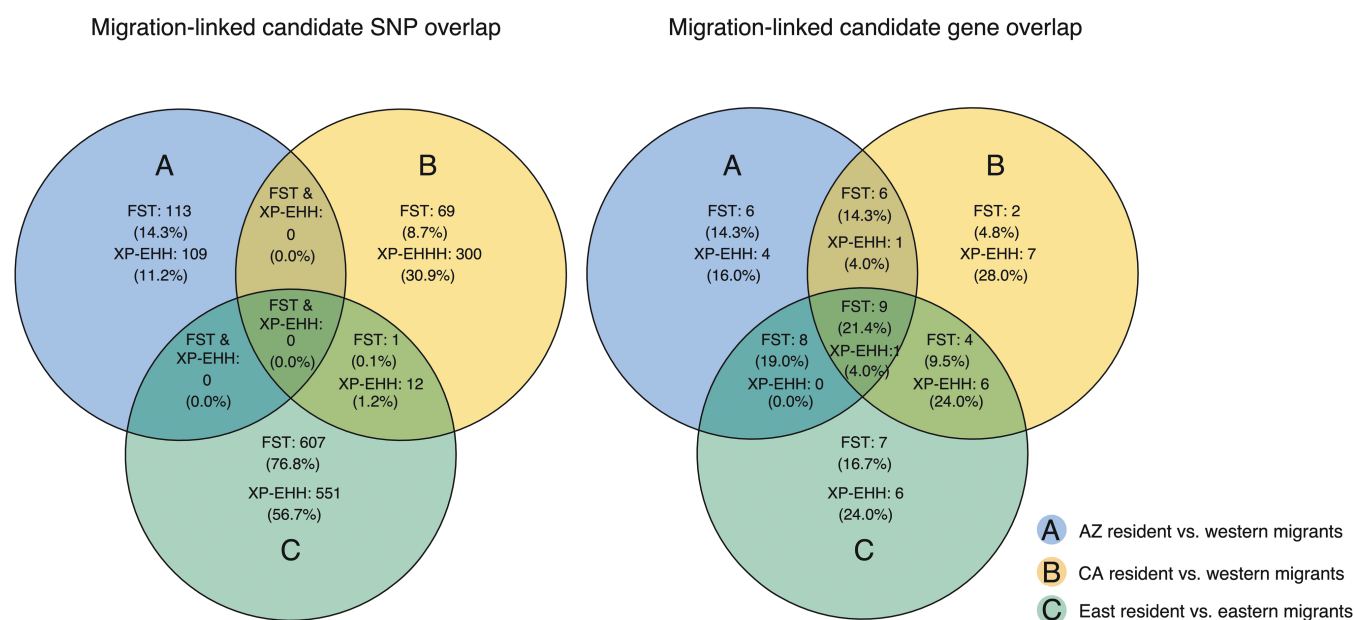 Migration-linked candidate SNP overlap
A
FST: 113
(14.3%)
XP-EHH: 109
(11.2%)
FST &
XP-EHH:
0
(0.0%)
B
FST: 69
(8.7%)
XP-EHHH: 300
(30.9%)
FST &
XP-EHH:
0
(0.0%)
FST &
XP-EHH:
0
(0.0%)
FST: 1
(0.1%)
XP-EHH: 12
(1.2%)
FST: 607
(76.8%)
XP-EHH: 551
(56.7%)
C
Migration-linked candidate gene overlap
A
FST: 6
(14.3%)
XP-EHH: 4
(16.0%)
FST: 6
(14.3%)
XP-EHH: 1
(4.0%)
B
FST: 2
(4.8%)
XP-EHH: 7
(28.0%)
FST: 8
(19.0%)
XP-EHH: 0
(0.0%)
FST: 9
(21.4%)
XP-EHH:1
(4.0%)
FST: 4
(9.5%)
XP-EHH: 6
(24.0%)
FST: 7
(16.7%)
XP-EHH: 6
(24.0%)
C
A AZ resident vs. western migrants
B CA resident vs. western migrants
C East resident vs. eastern migrants